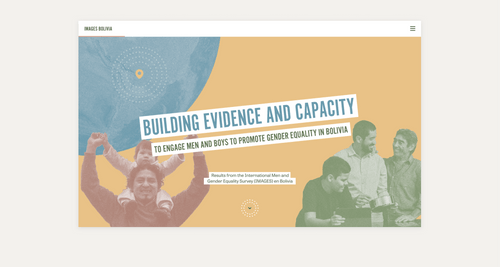 IMAGES BOLIVIA
BUILDING EVIDENCE AND CAPACITY
TO ENGAGE MEN AND BOYS TO PROMOTE GENDER EQUALITY IN BOLIVIA
Results from the International Men and
Gender Equality Survey (IMAGES) en Bolivia